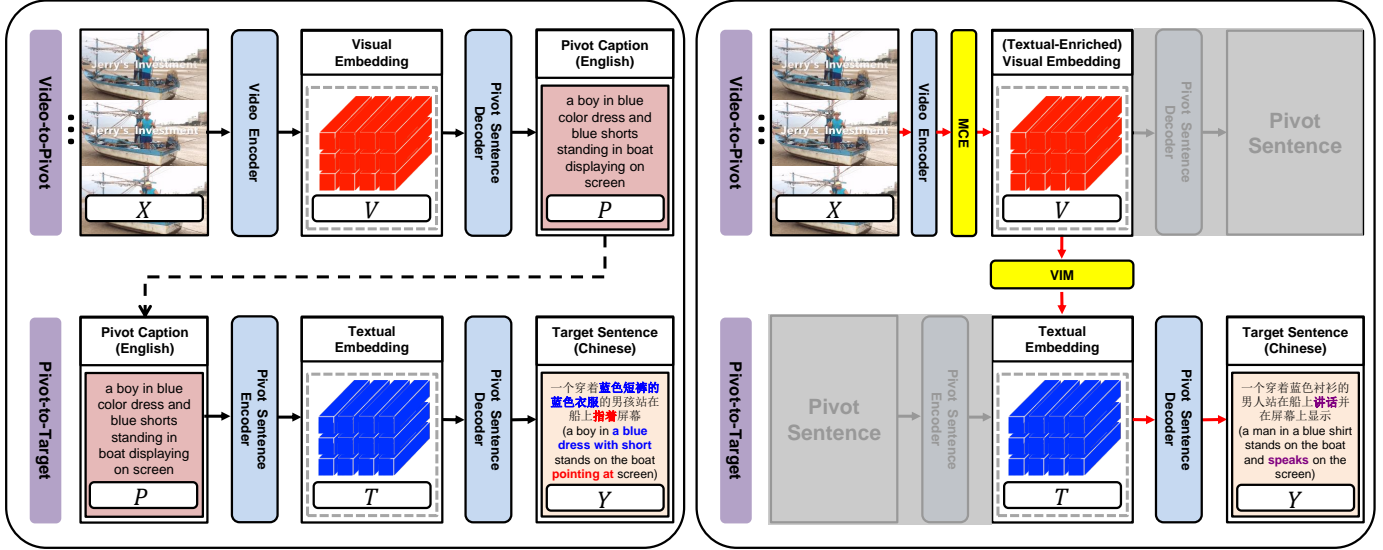 Video-to-Pivot
Jerry's Investment
Jerry's Investment
X
Video Encoder
Visual
Embedding
V
Pivot Sentence
Decoder
Pivot Caption
(English)
a boy in blue
color dress and
blue shorts
standing in boat
displaying on
screen
P
Pivot-to-Target
Pivot Caption
(English)
a boy in blue
color dress and
blue shorts
standing in
boat displaying
on screen
P
Pivot Sentence
Encoder
Textual
Embedding
T
Pivot Sentence
Decoder
Target Sentence
(Chinese)
一个穿着蓝色短裤的
蓝色衣服的男孩站在
船上指着屏幕
(a boy in a blue
dress with short
stands on the boat
pointing at screen)
Y
Video-to-Pivot
Jerry's Investment
Jerry's Investment
X
Video Encoder
MCE
(Textual-Enriched)
Visual Embedding
V
Pivot Sentence
Decoder
Pivot
Sentence
VIM
Pivot-to-Target
Pivot
Sentence
Pivot Sentence
Encoder
Textual
Embedding
T
Pivot Sentence
Decoder
Target Sentence
(Chinese)
一个穿着蓝色衬衫的
男人站在船上讲话并
在屏幕上显示
(a man in a blue shirt
stands on the boat
and speaks on the
screen)
Y